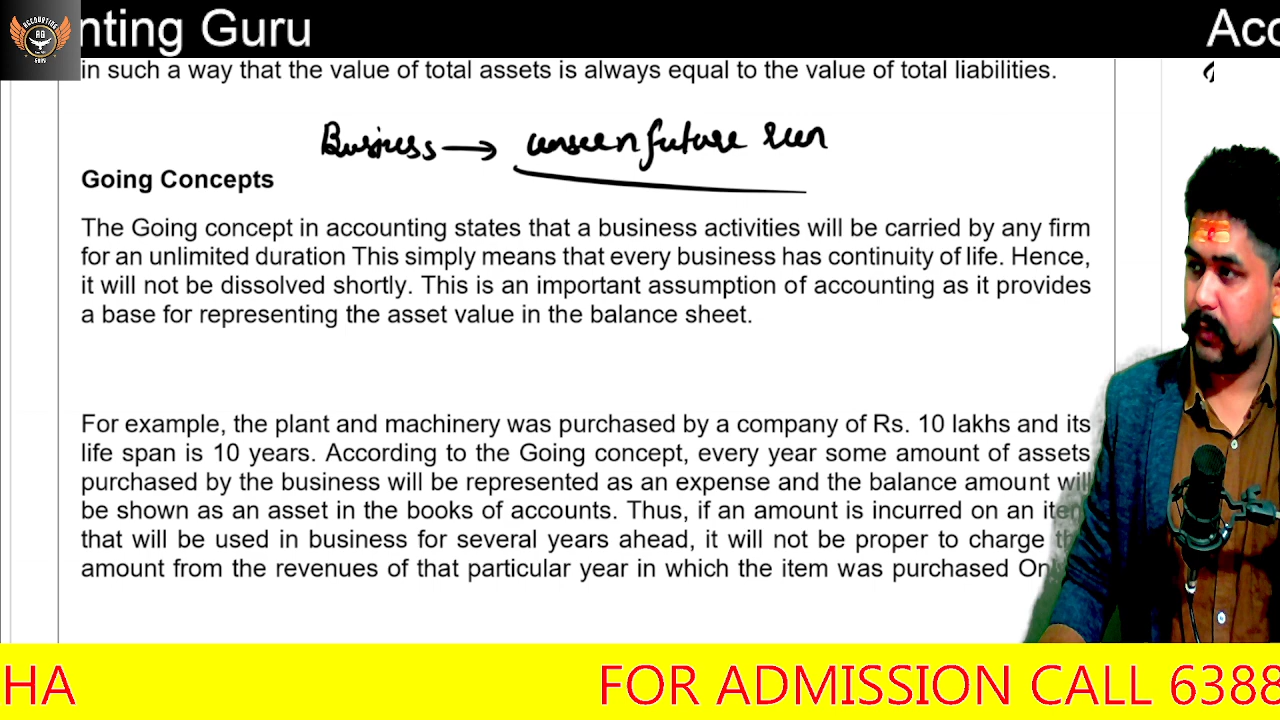 nting Guru
Acc
ACCOUNTING
AG
GURU
in such a way that the value of total assets is always equal to the value of total liabilities.
Business → unseen future run
Going Concepts
The Going concept in accounting states that a business activities will be carried by any firm
for an unlimited duration This simply means that every business has continuity of life. Hence,
it will not be dissolved shortly. This is an important assumption of accounting as it provides
a base for representing the asset value in the balance sheet.
For example, the plant and machinery was purchased by a company of Rs. 10 lakhs and its
life span is 10 years. According to the Going concept, every year some amount of assets
purchased by the business will be represented as an expense and the balance amount will
be shown as an asset in the books of accounts. Thus, if an amount is incurred on an ite
that will be used in business for several years ahead, it will not be proper to charge t
amount from the revenues of that particular year in which the item was purchased On
HA
FOR ADMISSION CALL 6388